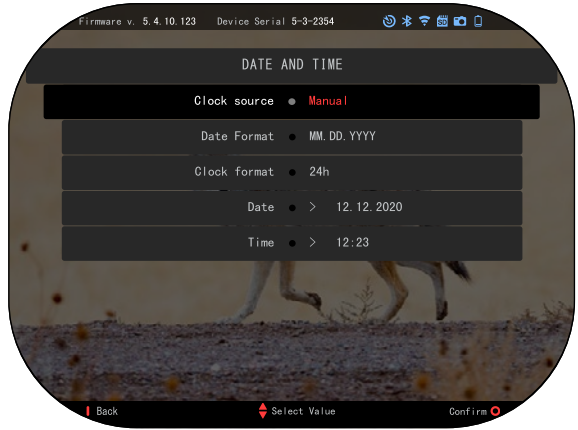 Firmware v. 5.4.10.123 Device Serial 5-3-2354 SD
DATE AND TIME
Clock source Manual
Date Format MM.DD.YYYY
Clock format 24h
Date > 12.12.2020
Time > 12:23
Back Select Value Confirm